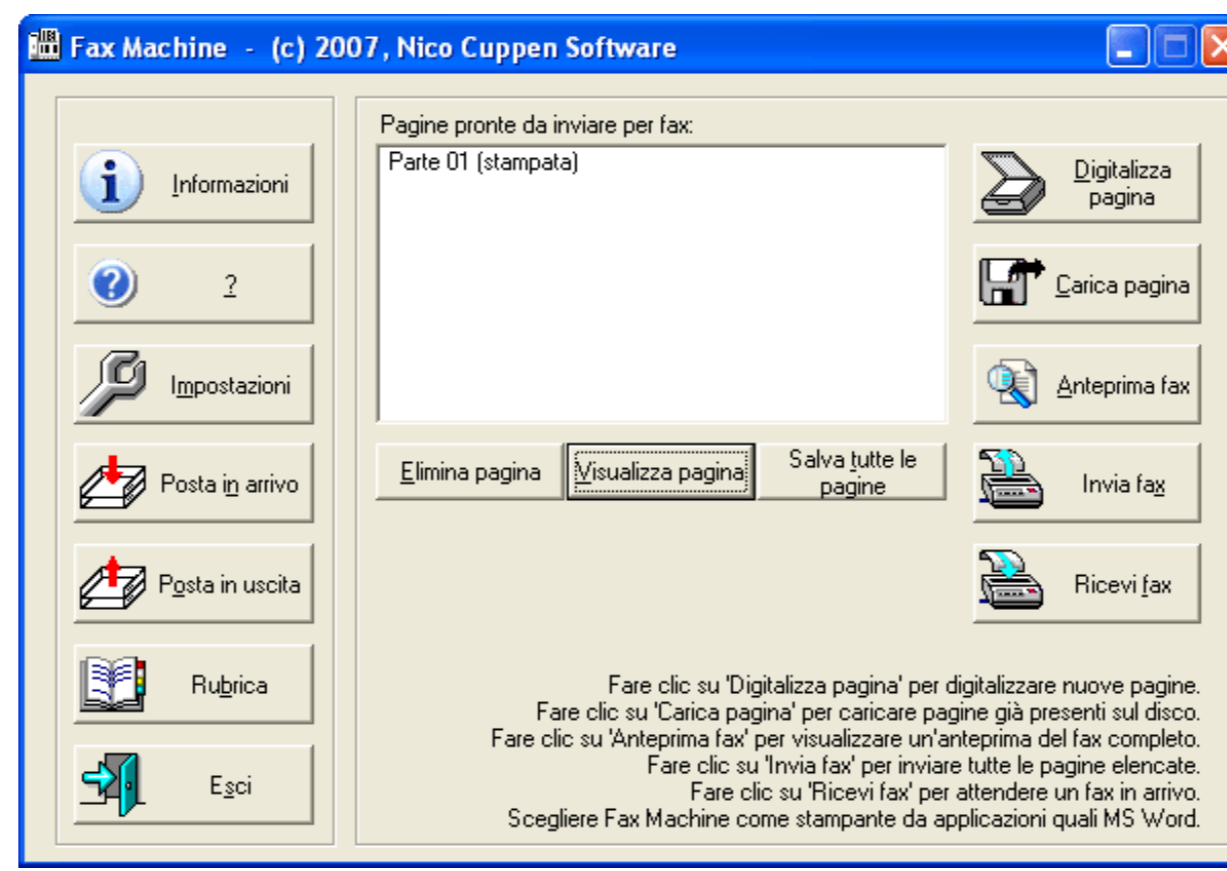 Fax Machine - (c) 2007, Nico Cuppen Software
Informazioni
?
Impostazioni
Posta in arrivo
Posta in uscita
Rubrica
Esci
Pagine pronte da inviare per fax:
Parte 01 (stampata)
Elimina pagina
Visualizza pagina
Salva tutte le
pagine
Digitalizza
pagina
Carica pagina
Anteprima fax
Invia fax
Ricevi fax
Fare clic su 'Digitalizza pagina' per digitalizzare nuove pagine.
Fare clic su 'Carica pagina' per caricare pagine già presenti sul disco.
Fare clic su 'Anteprima fax' per visualizzare un'anteprima del fax completo.
Fare clic su 'Invia fax' per inviare tutte le pagine elencate.
Fare clic su 'Ricevi fax' per attendere un fax in arrivo.
Scegliere Fax Machine come stampante da applicazioni quali MS Word.